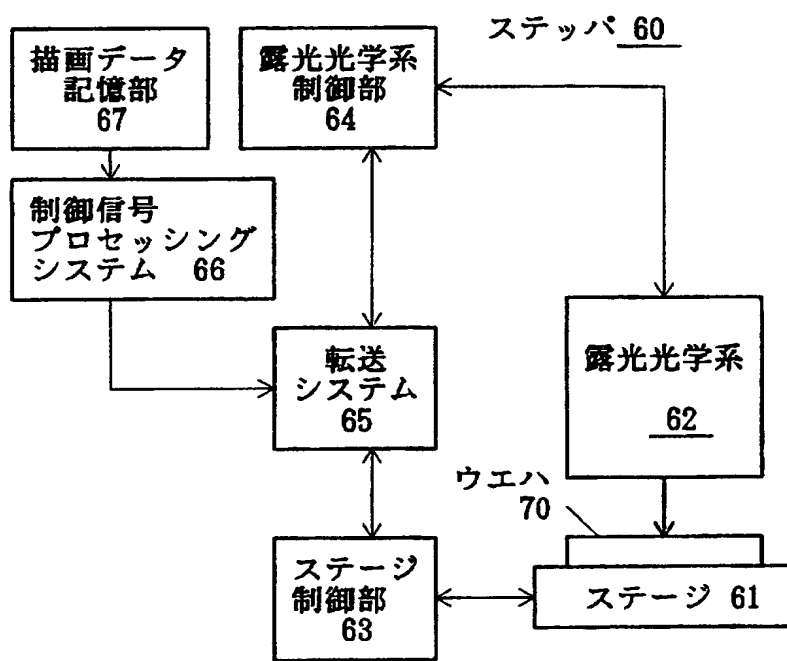 ステッパ 60
描画データ
記憶部
67
露光光学系
制御部
64
制御信号
プロセッシング
システム 66
転送
システム
65
露光光学系
62
ウエハ
70
ステージ
制御部
63
ステージ 61